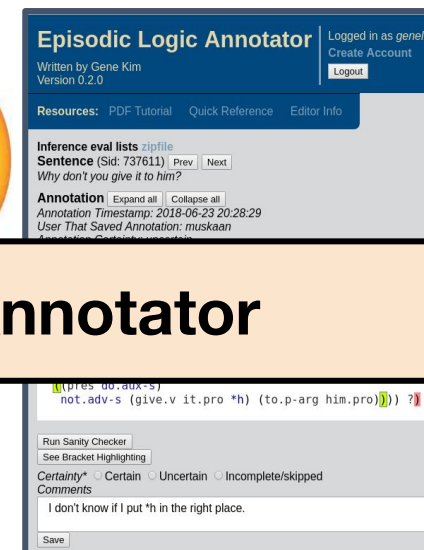 Episodic Logic Annotator
Written by Gene Kim
Version 0.2.0
Logged in as genel
Create Account
Logout
Resources: PDF Tutorial Quick Reference Editor Info
Inference eval lists zipfile
Sentence (Sid: 737611) Prev Next
Why don't you give it to him?
Annotation Expand all Collapse all
Annotation Timestamp: 2018-06-23 20:28:29
User That Saved Annotation: muskaan
Annotation Certainty: uncertain
nnotator
((pres do.aux-s)
not.adv-s (give.v it.pro *h) (to.p-arg him.pro)))) ?)
Run Sanity Checker
See Bracket Highlighting
Certainty* Certain Uncertain Incomplete/skipped
Comments
I don't know if I put *h in the right place.
Save